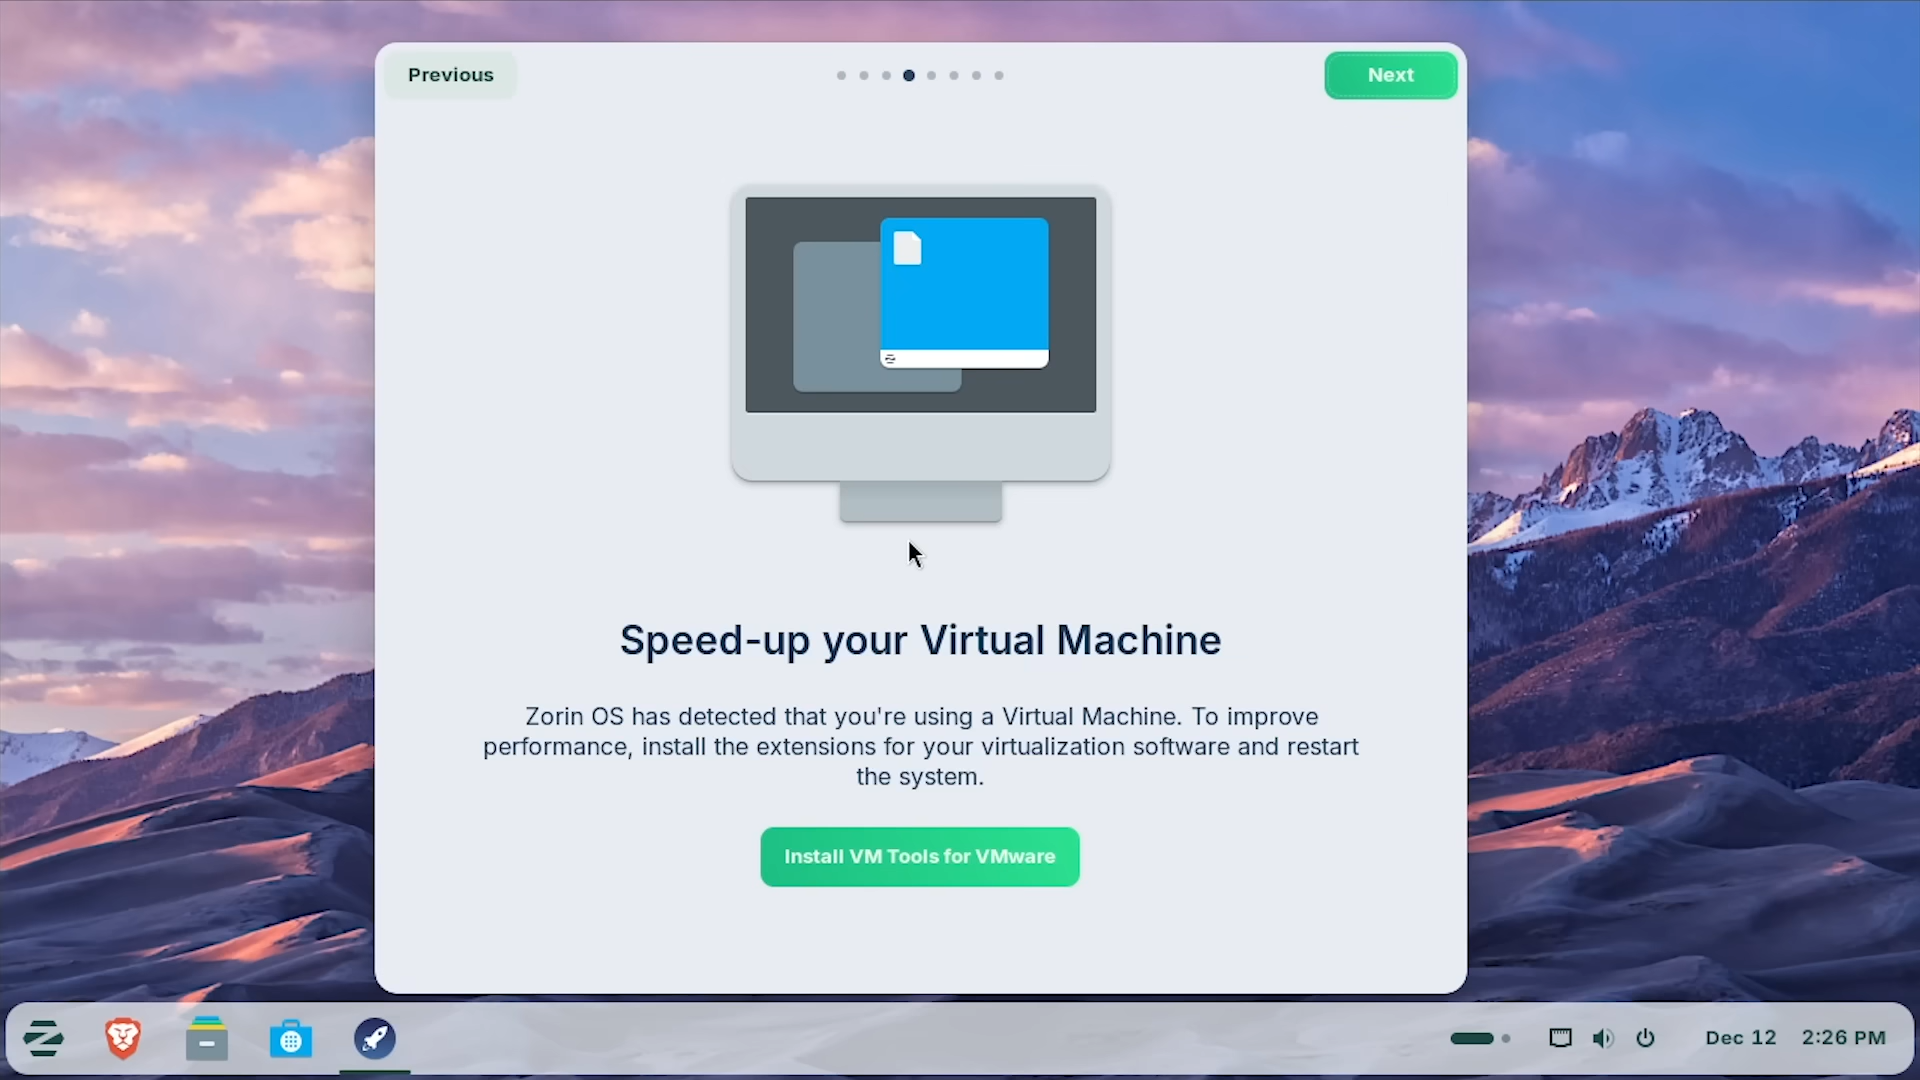 Previous
Next
Speed-up your Virtual Machine
Zorin OS has detected that you're using a Virtual Machine. To improve
performance, install the extensions for your virtualization software and restart
the system.
Install VM Tools for VMware
Dec 12 2:26 PM